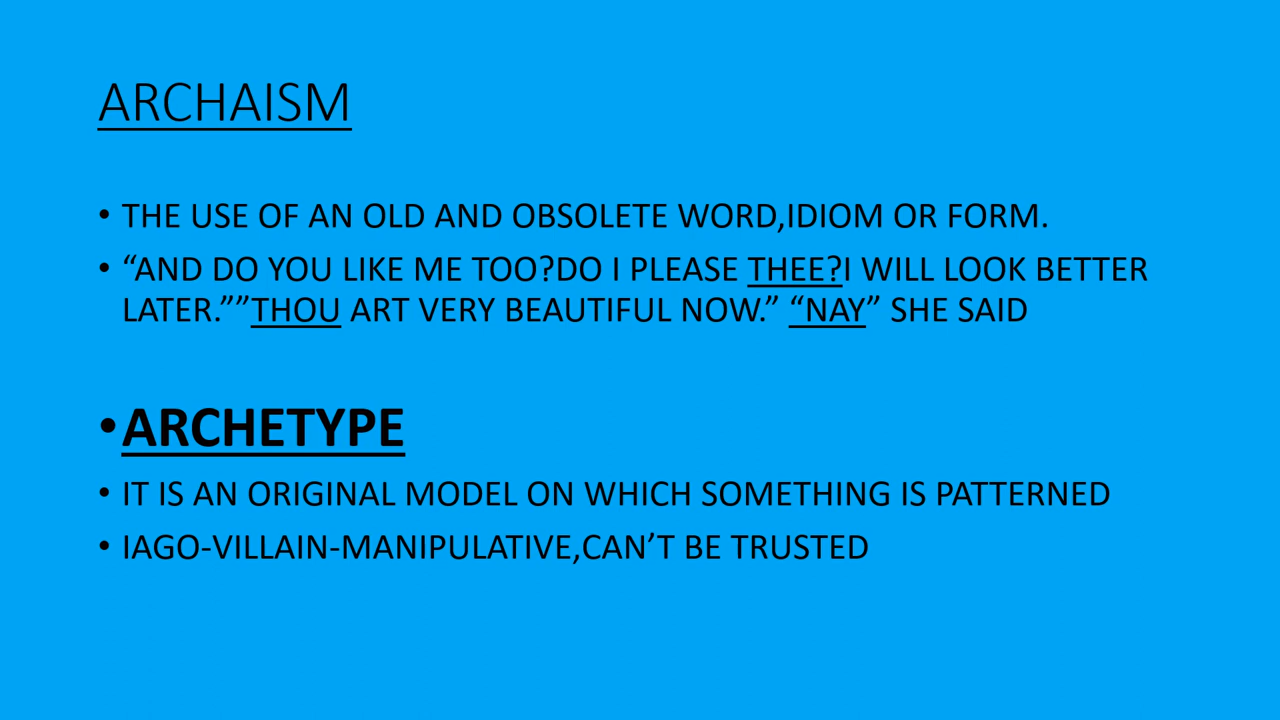 ARCHAISM
• THE USE OF AN OLD AND OBSOLETE WORD,IDIOM OR FORM.
• “AND DO YOU LIKE ME TOO?DO I PLEASE THEE?I WILL LOOK BETTER
LATER.””THOU ART VERY BEAUTIFUL NOW.” “NAY” SHE SAID
•ARCHETYPE
• IT IS AN ORIGINAL MODEL ON WHICH SOMETHING IS PATTERNED
• IAGO-VILLAIN-MANIPULATIVE,CAN’T BE TRUSTED